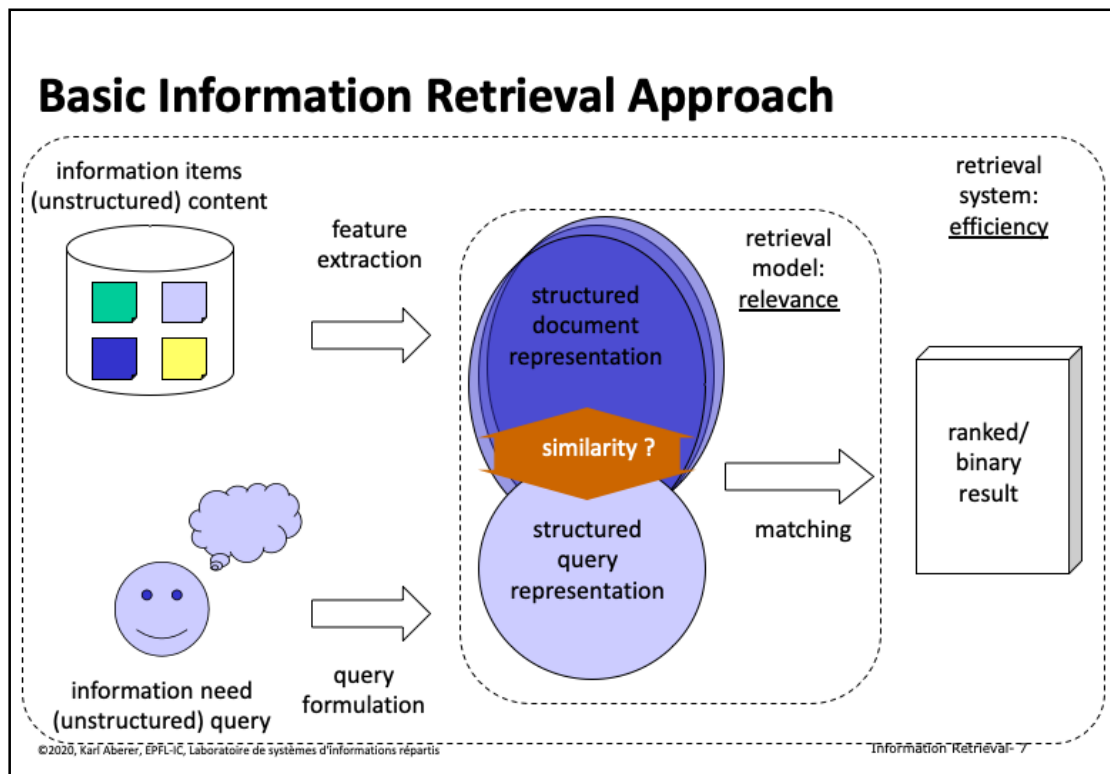 Basic Information Retrieval Approach
information items
(unstructured) content
feature
extraction
structured
document
representation
retrieval
model:
relevance
retrieval
system:
efficiency
similarity ?
structured
query
representation
matching
ranked/
binary
result
information need
(unstructured) query
query
formulation
©2020, Karl Aberer, EPFL-IC, Laboratoire de systèmes d'informations répartis
Information Retrieval- 7